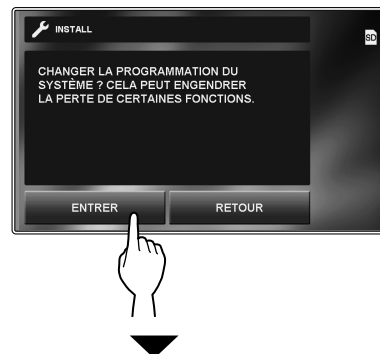 INSTALL
SD
CHANGER LA PROGRAMMATION DU
SYSTÈME ? CELA PEUT ENGENDRER
LA PERTE DE CERTAINES FONCTIONS.
ENTRER
RETOUR